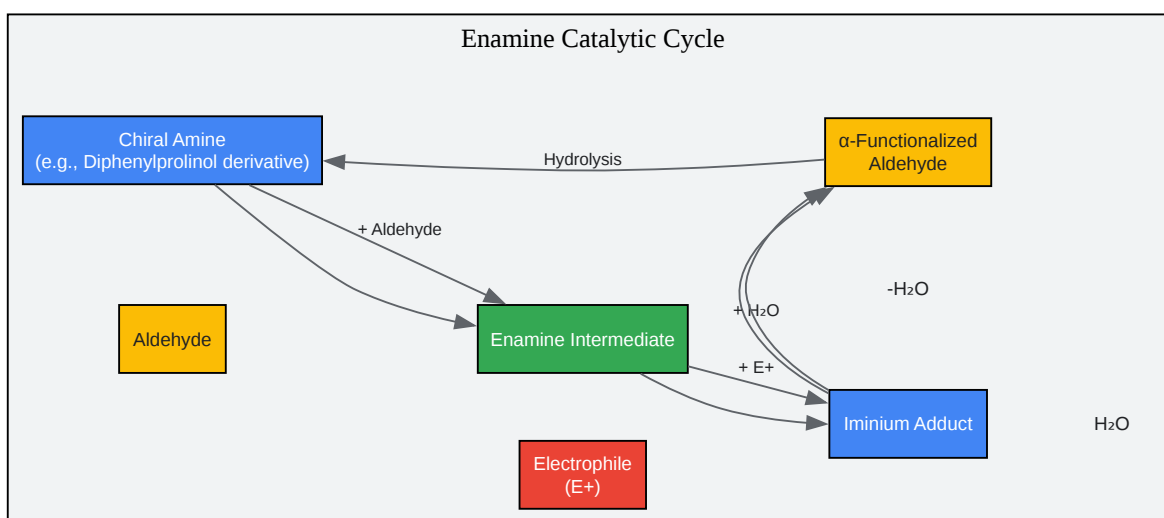 Enamine Catalytic Cycle
Chiral Amine
(e.g., Diphenylprolinol derivative)
Hydrolysis
α-Functionalized
Aldehyde
+ Aldehyde
-H₂O
+ H₂O
Aldehyde
Enamine Intermediate
+ E+
Iminium Adduct
H₂O
Electrophile
(E+)